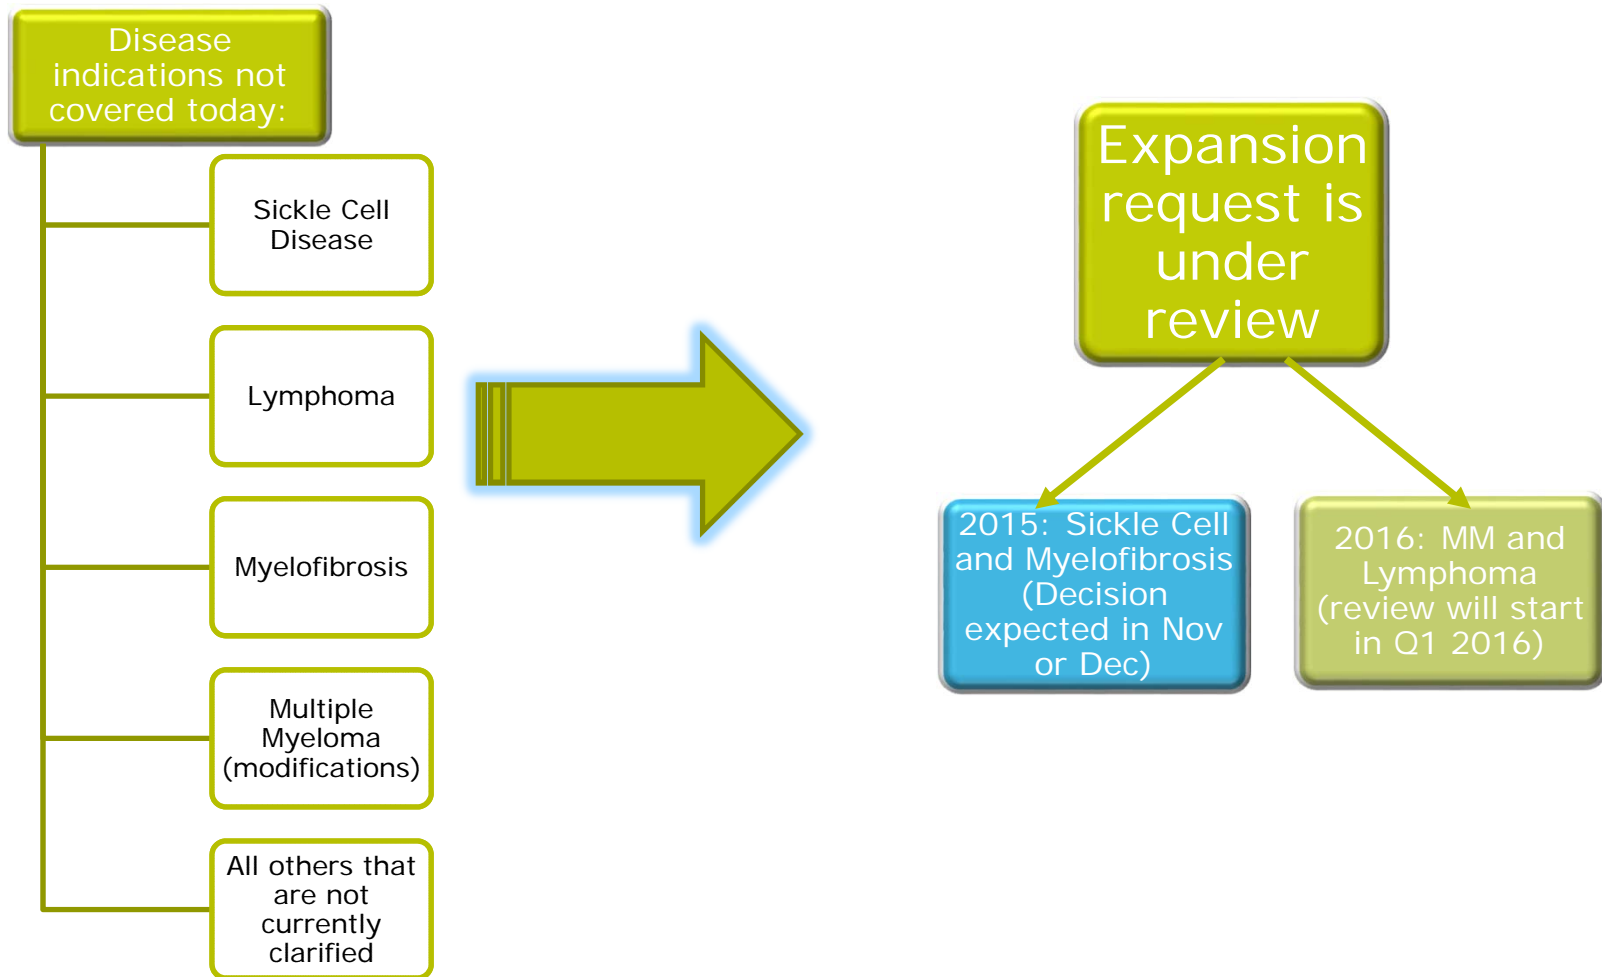 Disease
indications not
covered today:
Sickle Cell
Disease
Lymphoma
Myelofibrosis
Multiple
Myeloma
(modifications)
All others that
are not
currently
clarified
Expansion
request is
under
review
2015: Sickle Cell
and Myelofibrosis
(Decision
expected in Nov
or Dec)
2016: MM and
Lymphoma
(review will start
in Q1 2016)